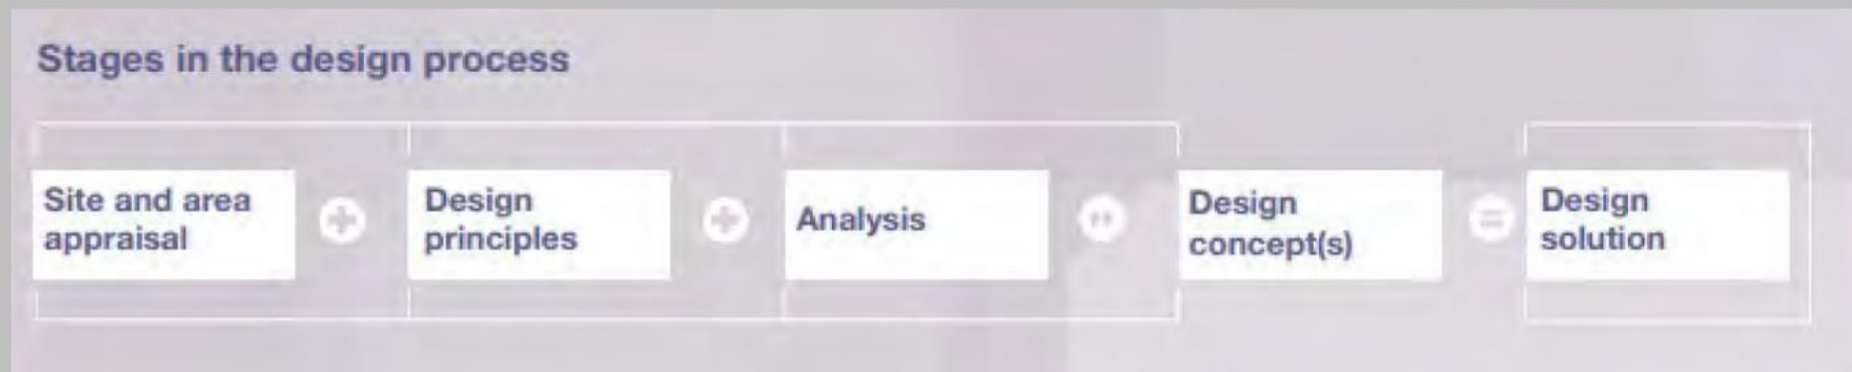 Stages in the design process
Site and area
appraisal
+
Design
principles
+
Analysis
Design
concept(s)
=
Design
solution